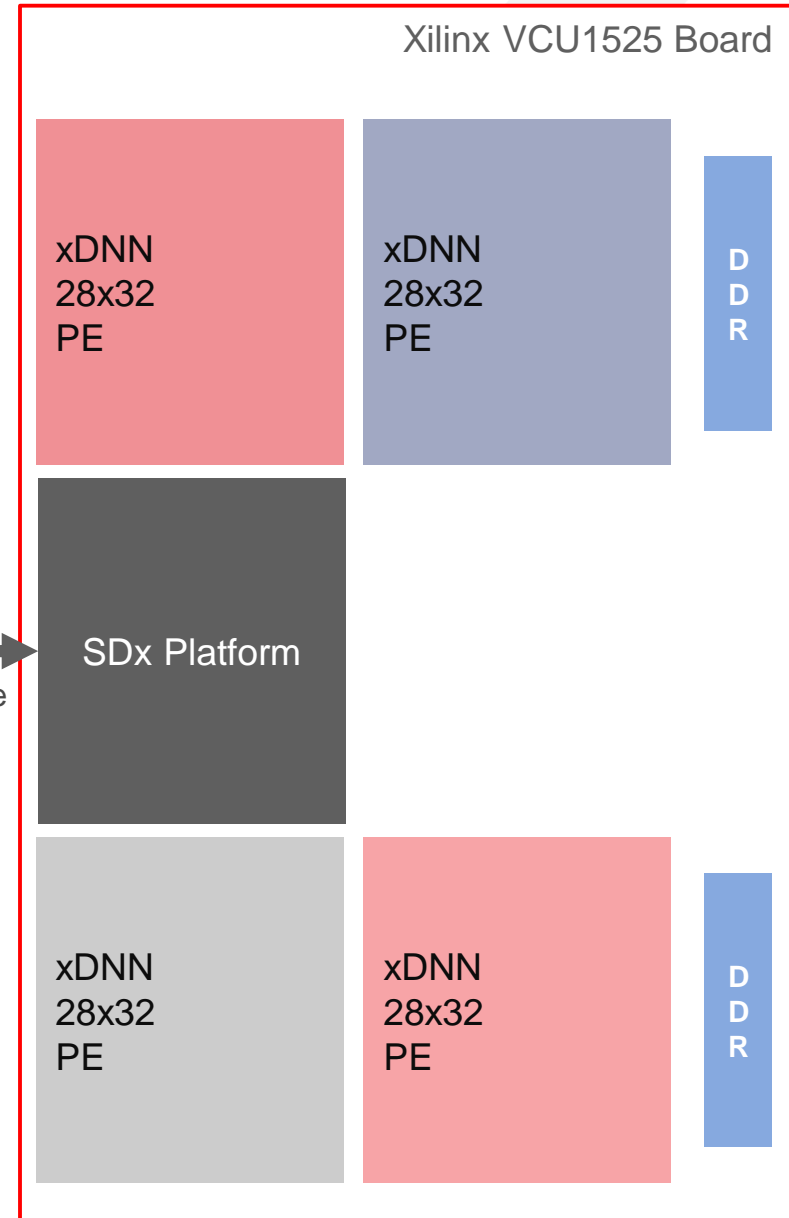 Xilinx VCU1525 Board
xDNN
28x32
PE
xDNN
28x32
PE
D
D
R
SDx Platform
e
xDNN
28x32
PE
xDNN
28x32
PE
D
D
R